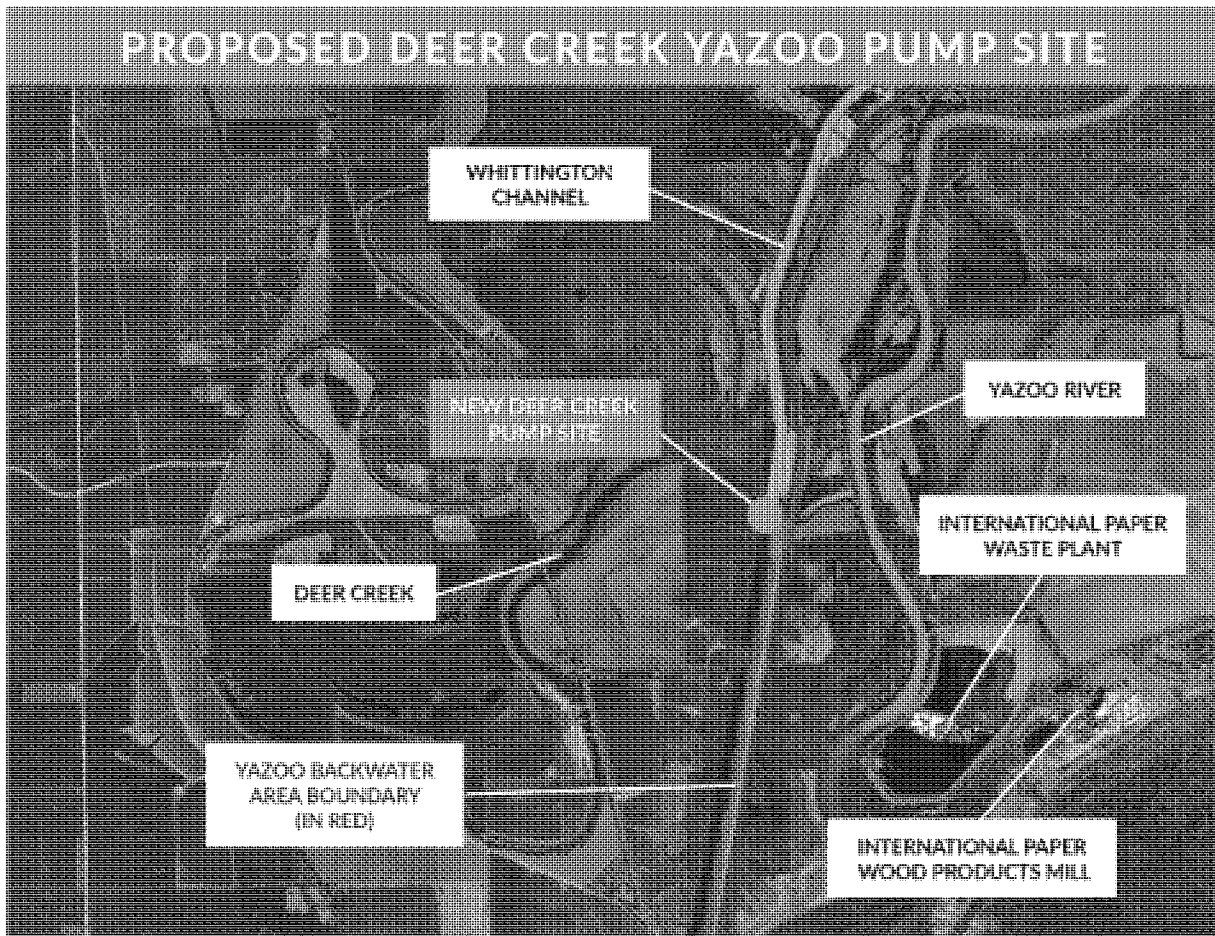 PROPOSED DEER CREEK YAZOO PUMP SITE
WHITTINGTON
CHANNEL
NEW DEER CREEK
PUMP SITE
YAZOO RIVER
INTERNATIONAL PAPER
WASTE PLANT
DEER CREEK
YAZOO BACKWATER
AREA BOUNDARY
(IN RED)
INTERNATIONAL PAPER
WOOD PRODUCTS MILL